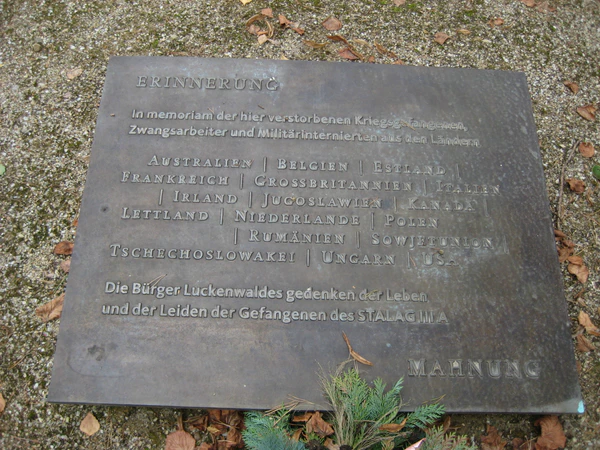 ERINNERUNG
In memoriam der hier verstorbenen Kriegsgefangenen,
Zwangsarbeiter und Militärinternierten aus den Ländern
AUSTRALIEN | BELGIEN | ESTLAND |
FRANKREICH | GROSSBRITANNIEN | ITALIEN
| IRLAND | JUGOSLAWIEN | KANADA
LETTLAND | NIEDERLANDE | POLEN
| RUMÄNIEN | SOWJETUNION
TSCHECHOSLOWAKEI | UNGARN | USA
Die Bürger Luckenwaldes gedenken der Leben
und der Leiden der Gefangenen des STALAG III A
MAHNUNG